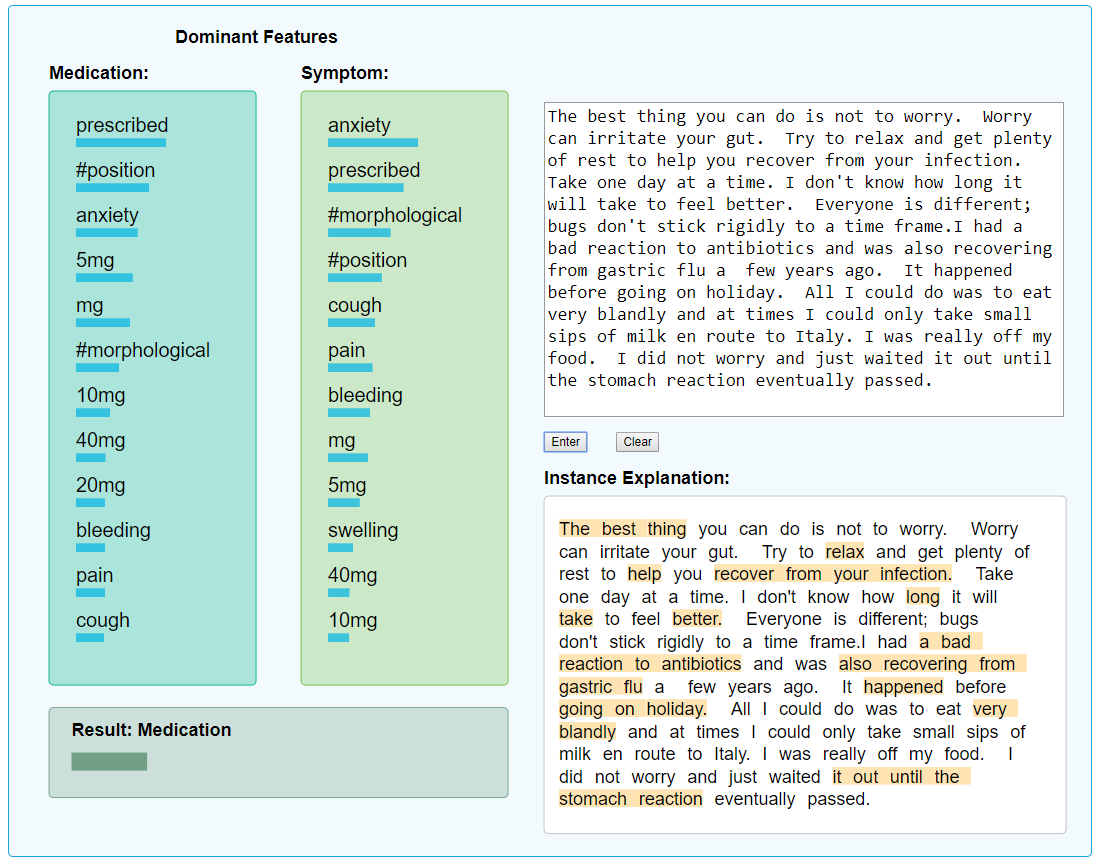 Dominant Features
Medication:
prescribed
#position
anxiety
5mg
mg
#morphological
10mg
40mg
20mg
bleeding
pain
cough
Symptom:
anxiety
prescribed
#morphological
#position
cough
pain
bleeding
mg
5mg
swelling
40mg
10mg
Result: Medication
The best thing you can do is not to worry.  Worry
can irritate your gut.  Try to relax and get plenty
of rest to help you recover from your infection.
Take one day at a time. I don't know how long it
will take to feel better.  Everyone is different;
bugs don't stick rigidly to a time frame.I had a
bad reaction to antibiotics and was also recovering
from gastric flu a  few years ago.  It happened
before going on holiday.  All I could do was to eat
very blandly and at times I could only take small
sips of milk en route to Italy. I was really off my
food.  I did not worry and just waited it out until
the stomach reaction eventually passed.
Enter
Clear
Instance Explanation:
The best thing you can do is not to worry.  Worry
can irritate your gut.  Try to relax and get plenty of
rest to help you recover from your infection.  Take
one day at a time. I don't know how long it will
take to feel better.  Everyone is different; bugs
don't stick rigidly to a time frame.I had a bad
reaction to antibiotics and was also recovering from
gastric flu a  few years ago.  It happened before
going on holiday.  All I could do was to eat very
blandly and at times I could only take small sips of
milk en route to Italy. I was really off my food.  I
did not worry and just waited it out until the
stomach reaction eventually passed.